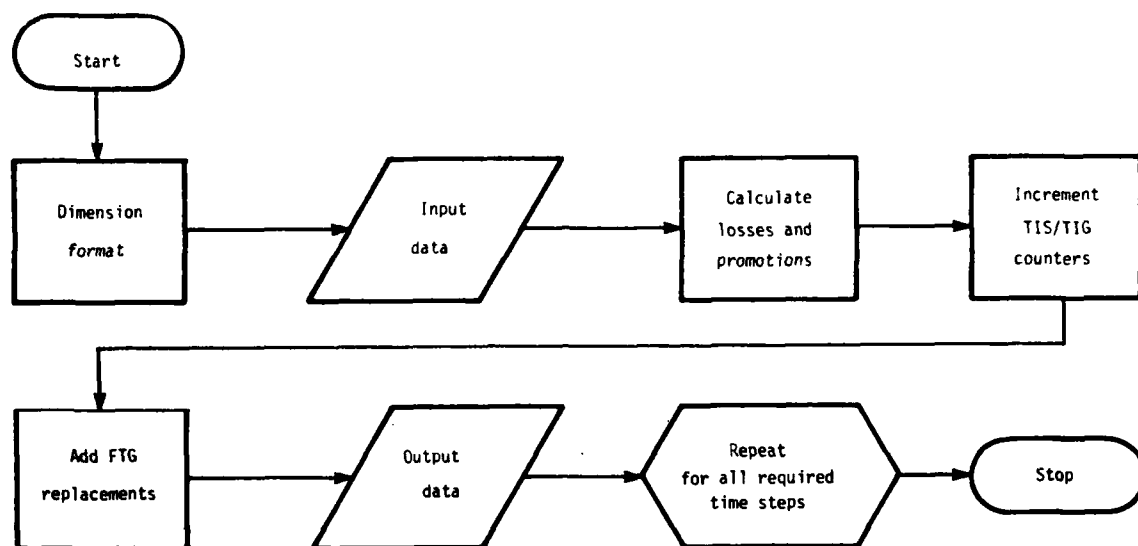 Start
Dimension
format
Input
data
Calculate
losses and
promotions
Increment
TIS/TIG
counters
Add FTG
replacements
Output
data
Repeat
for all required
time steps
Stop